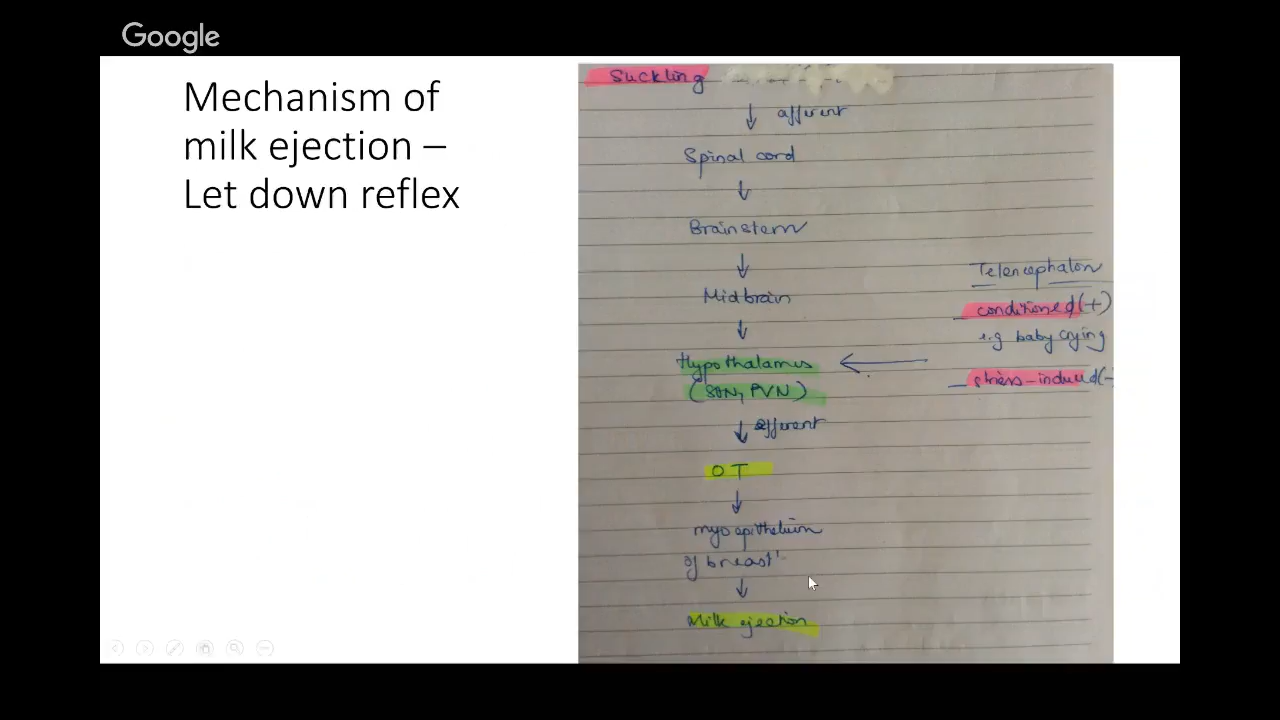 Google
Mechanism of
milk ejection –
Let down reflex
Suckling
↓ afferent
Spinal cord
↓
Brainstem
↓
Midbrain
↓
Hypothalamus
(SON, PVN)
←
Telencephalon
_ conditioned (+)
e.g baby crying
_ stress-induced (-
↓ efferent
OT
↓
myoepithelium
of breast
↓
Milk ejection